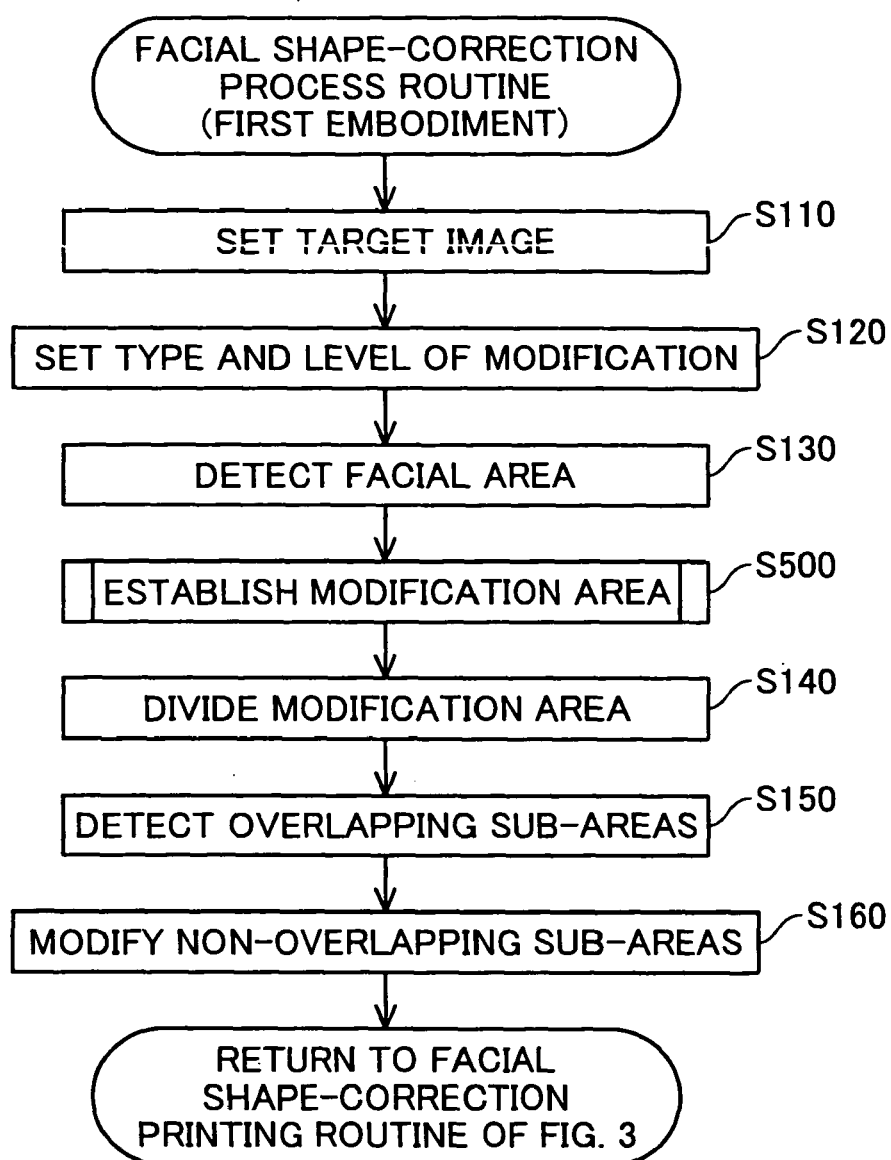 FACIAL SHAPE-CORRECTION
PROCESS ROUTINE
(FIRST EMBODIMENT)
SET TARGET IMAGE
S110
SET TYPE AND LEVEL OF MODIFICATION
S120
DETECT FACIAL AREA
S130
ESTABLISH MODIFICATION AREA
S500
DIVIDE MODIFICATION AREA
S140
DETECT OVERLAPPING SUB-AREAS
S150
MODIFY NON-OVERLAPPING SUB-AREAS
S160
RETURN TO FACIAL
SHAPE-CORRECTION
PRINTING ROUTINE OF FIG. 3